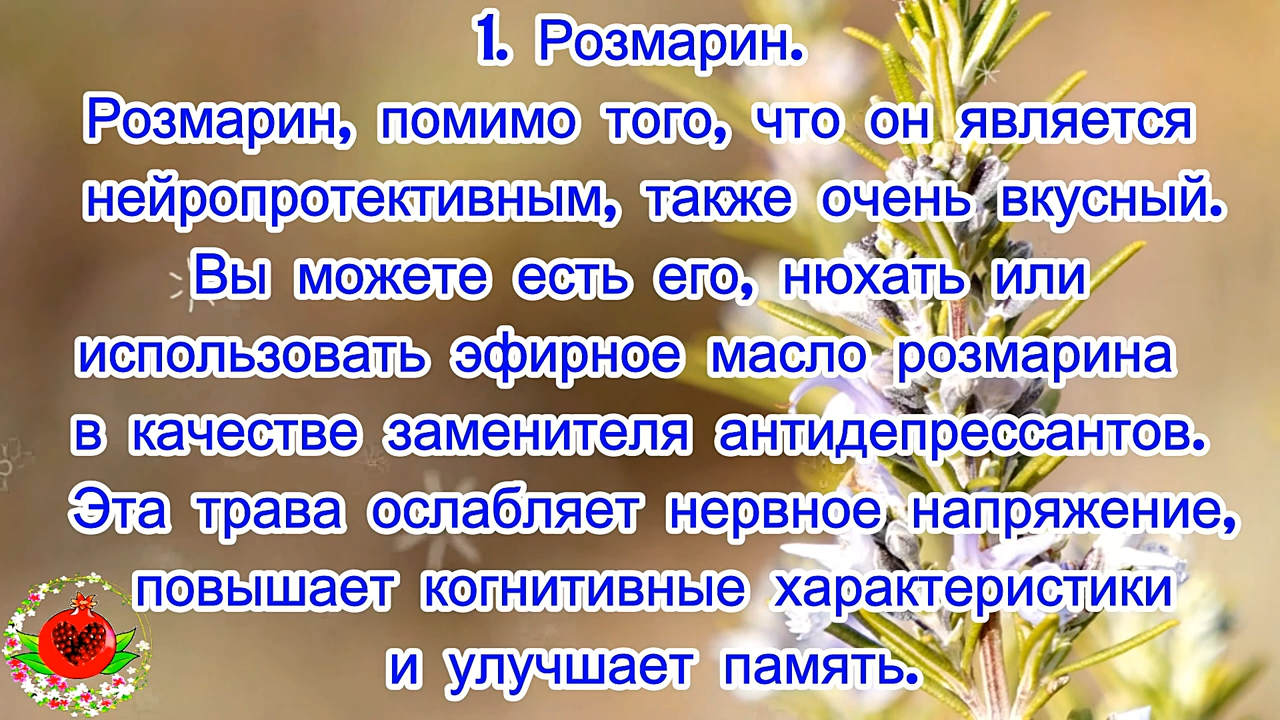 1. Розмарин.
Розмарин, помимо того, что он является
нейропротективным, также очень вкусный.
Вы можете есть его, нюхать или
использовать эфирное масло розмарина
в качестве заменителя антидепрессантов.
Эта трава ослабляет нервное напряжение,
повышает когнитивные характеристики
и улучшает память.